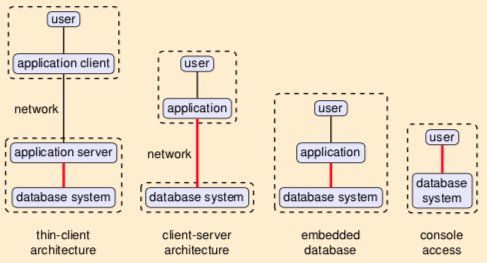 user
application client
network
application server
database system
thin-client
architecture
user
application
network
database system
client-server
architecture
user
application
database system
embedded
database
user
database
system
console
access